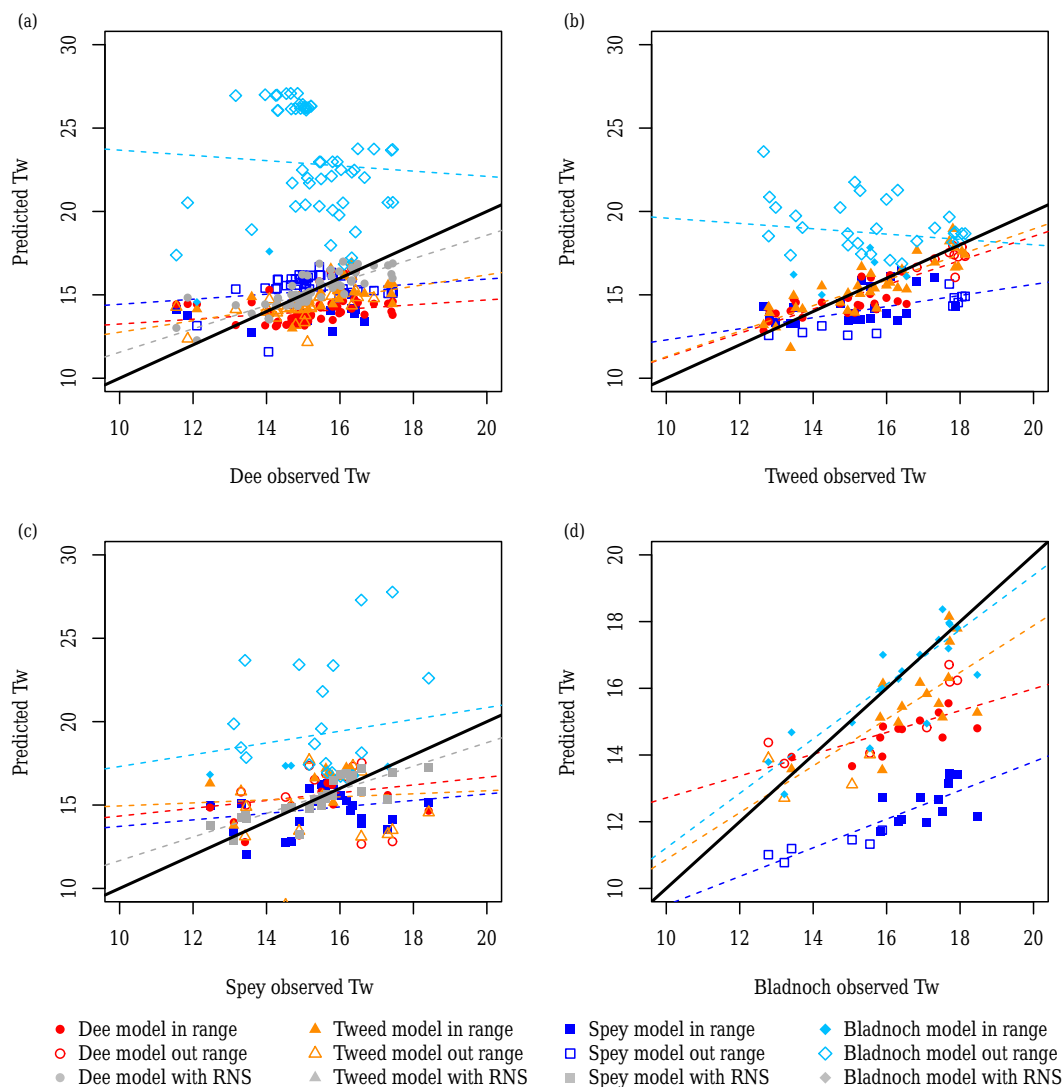 (a)
(b)
30
25
20
15
10
Predicted Tw
10 12 14 16 18 20
Dee observed Tw
30
25
20
15
10
Predicted Tw
10 12 14 16 18 20
Tweed observed Tw
(c)
(d)
30
25
20
15
10
Predicted Tw
10 12 14 16 18 20
Spey observed Tw
20
18
16
14
12
10
Predicted Tw
10 12 14 16 18 20
Bladnoch observed Tw
Dee model in range
Tweed model in range
Spey model in range
Bladnoch model in range
Dee model out range
Tweed model out range
Spey model out range
Bladnoch model out range
Dee model with RNS
Tweed model with RNS
Spey model with RNS
Bladnoch model with RNS